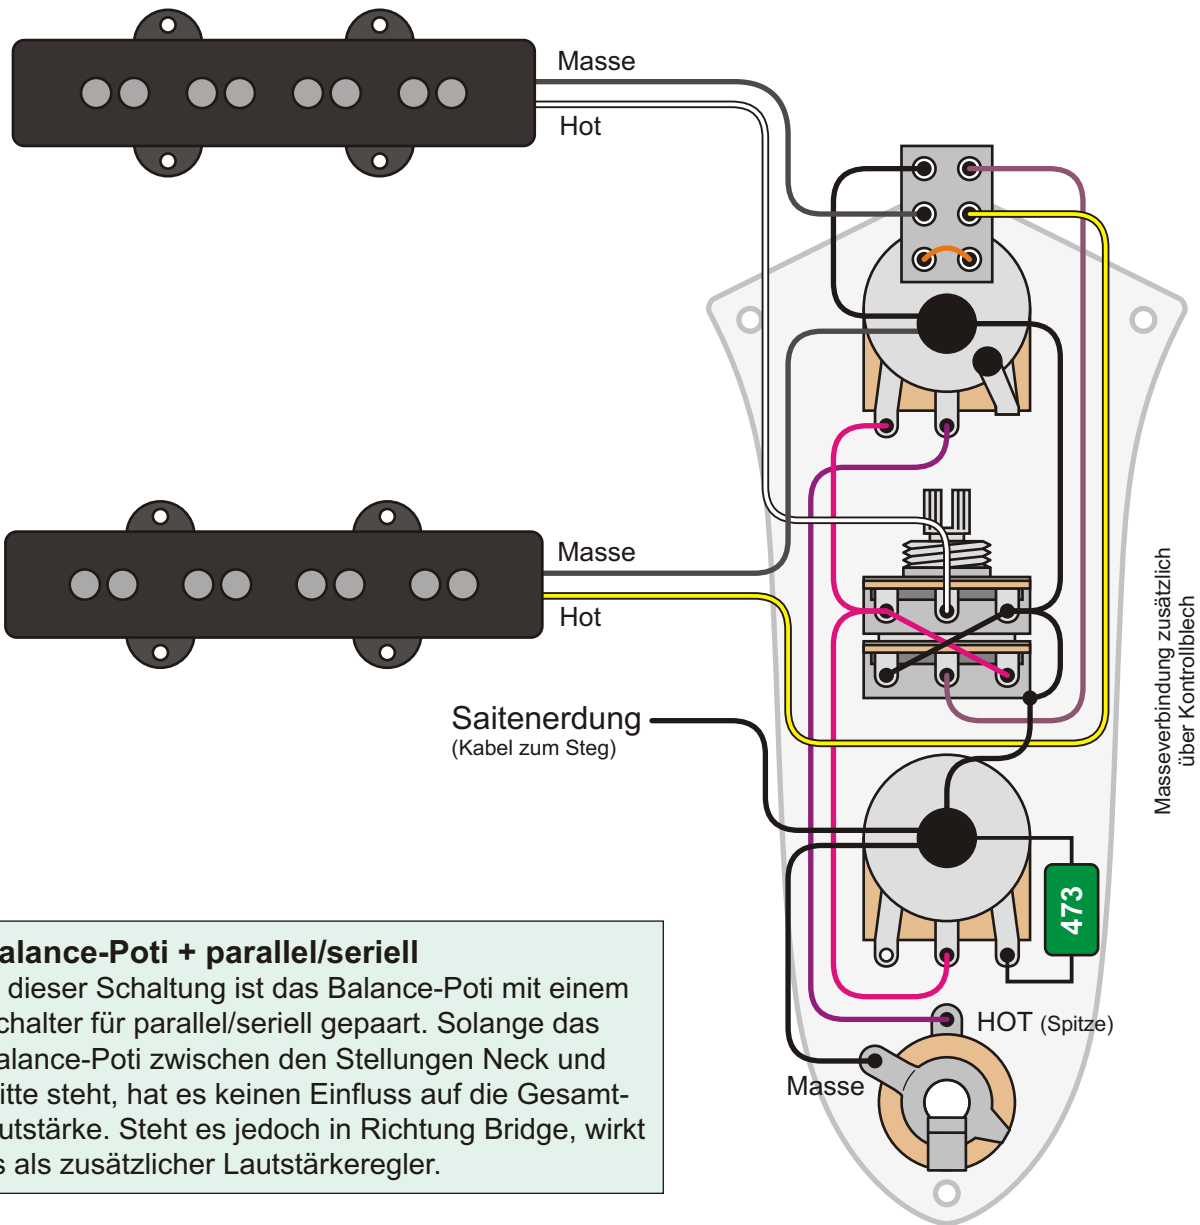 Masse
Hot
Masse
Hot
Saitenerdung
(Kabel zum Steg)
Masseverbindung zusätzlich
über Kontrollblech
473
HOT (Spitze)
Masse
alance-Poti + parallel/seriell
dieser Schaltung ist das Balance-Poti mit einem
chalter für parallel/seriell gepaart. Solange das
alance-Poti zwischen den Stellungen Neck und
itte steht, hat es keinen Einfluss auf die Gesamt-
utstärke. Steht es jedoch in Richtung Bridge, wirkt
s als zusätzlicher Lautstärkeregler.